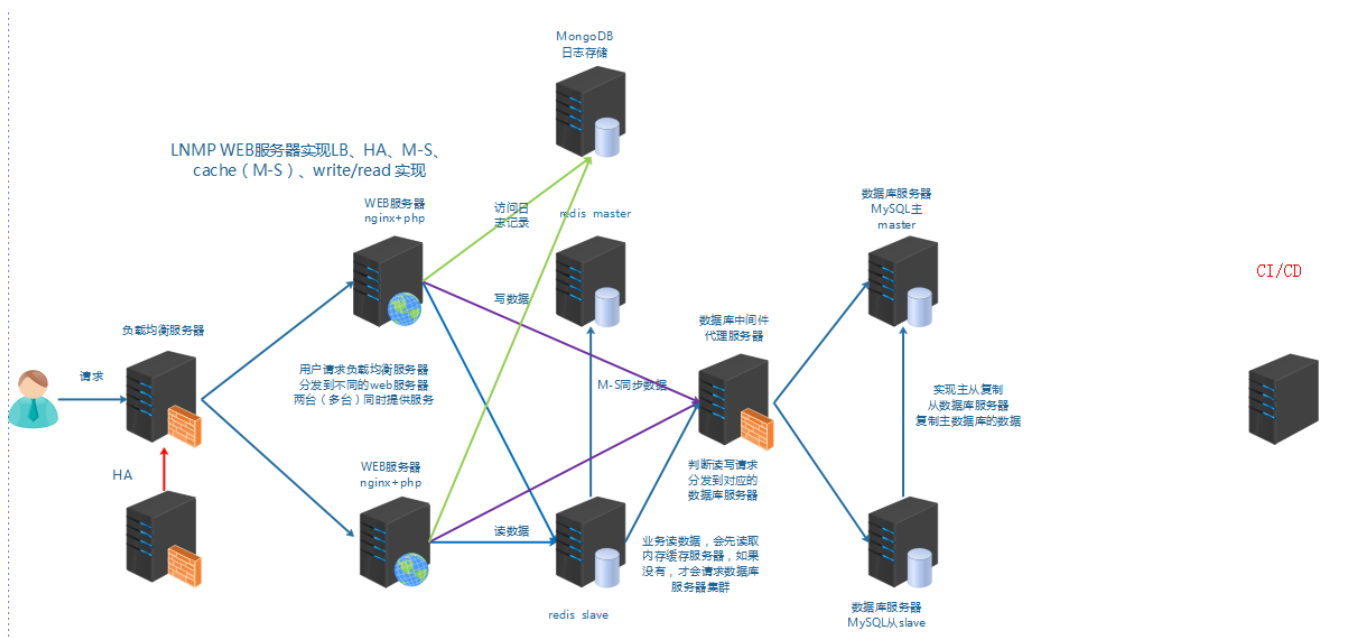 MongoDB
日志存储
LNMP WEB服务器实现LB、HA、M-S、
cache（M-S）、write/read 实现
WEB服务器
nginx+php
访问日
志记录
redis master
数据库服务器
MySQL主
master
CI/CD
写数据
负载均衡服务器
数据库中间件
代理服务器
请求
用户请求负载均衡服务器
分发到不同的web服务器
两台（多台）同时提供服务
M-S同步数据
实现主从复制
从数据库服务器
复制主数据库的数据
HA
WEB服务器
nginx+php
判断读写请求
分发到对应的
数据库服务器
读数据
业务读数据，会先读取
内存缓存服务器，如果
没有，才会请求数据库
服务器集群
redis slave
数据库服务器
MySQL从slave